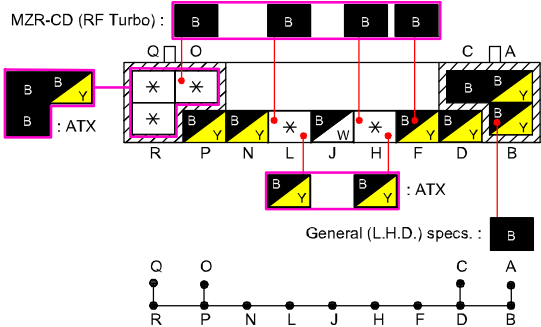 MZR-CD (RF Turbo) : B B B B
Q O C A
B B Y * * B B Y
B : ATX * B Y B Y * B W * B Y B Y B Y
R P N L J H F D B
B Y B Y : ATX
General (L.H.D.) specs. : B
Q O C A
R P N L J H F D B